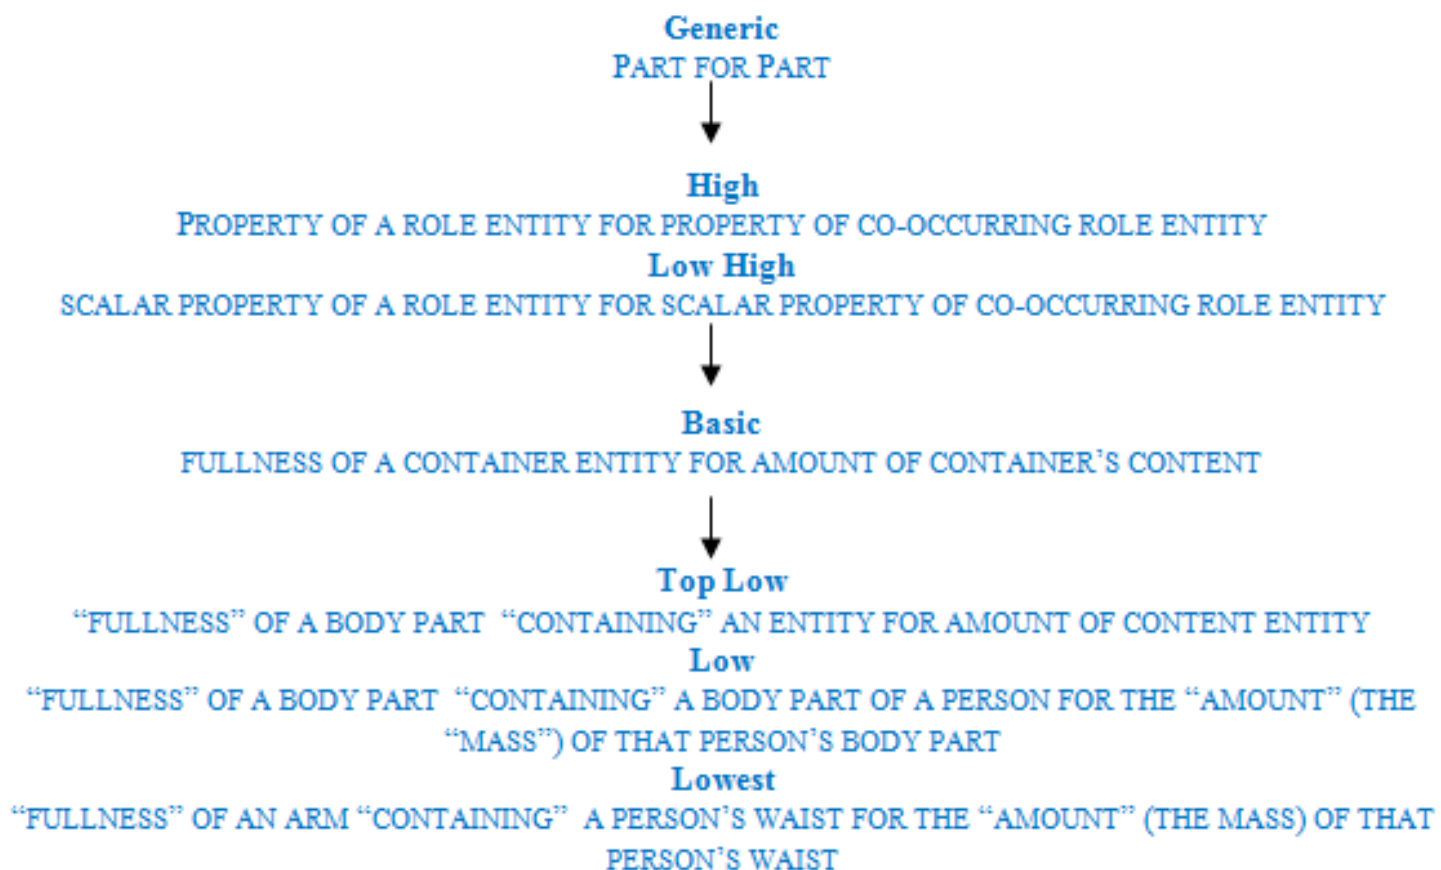 Generic
PART FOR PART
High
PROPERTY OF A ROLE ENTITY FOR PROPERTY OF CO-OCCURRING ROLE ENTITY
Low High
SCALAR PROPERTY OF A ROLE ENTITY FOR SCALAR PROPERTY OF CO-OCCURRING ROLE ENTITY
Basic
FULLNESS OF A CONTAINER ENTITY FOR AMOUNT OF CONTAINER’S CONTENT
Top Low
“FULLNESS” OF A BODY PART “CONTAINING” AN ENTITY FOR AMOUNT OF CONTENT ENTITY
Low
“FULLNESS” OF A BODY PART “CONTAINING” A BODY PART OF A PERSON FOR THE “AMOUNT” (THE
“MASS”) OF THAT PERSON’S BODY PART
Lowest
“FULLNESS” OF AN ARM “CONTAINING” A PERSON’S WAIST FOR THE “AMOUNT” (THE MASS) OF THAT
PERSON’S WAIST